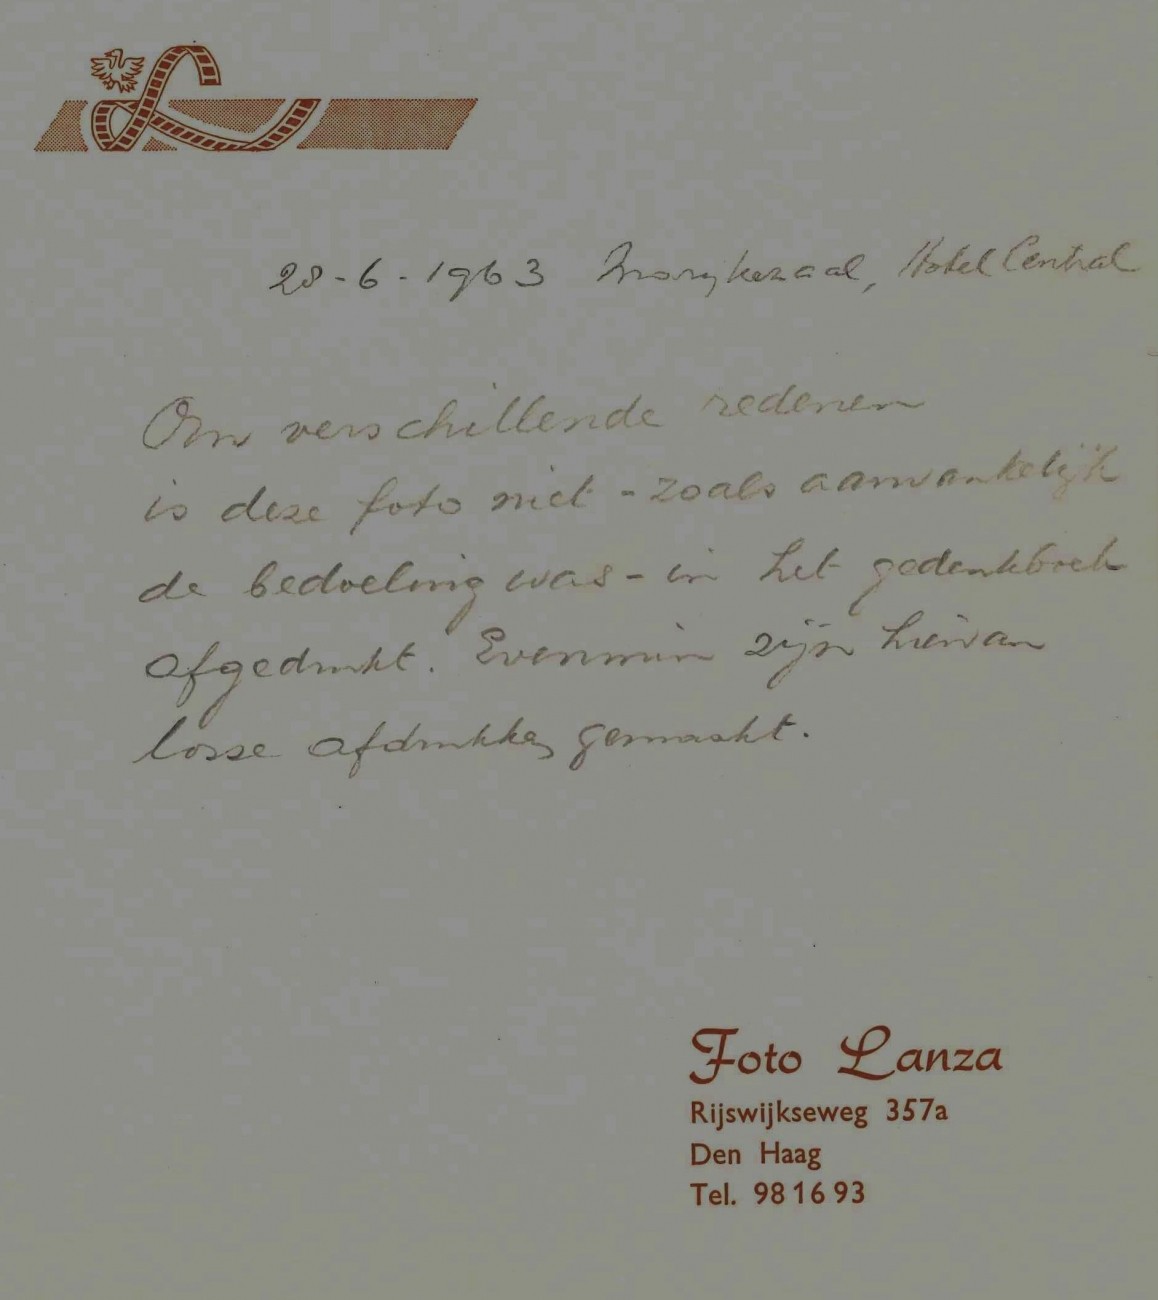 28-6-1963 Marijkezaal, Hotel Central
Om verschillende redenen
is deze foto niet - zoals aanvankelijk
de bedoeling was - in het gedenkboek
afgedrukt. Evenmin zijn hiervan
losse afdrukken gemaakt.
Foto Lanza
Rijswijkseweg 357a
Den Haag
Tel. 98 16 93